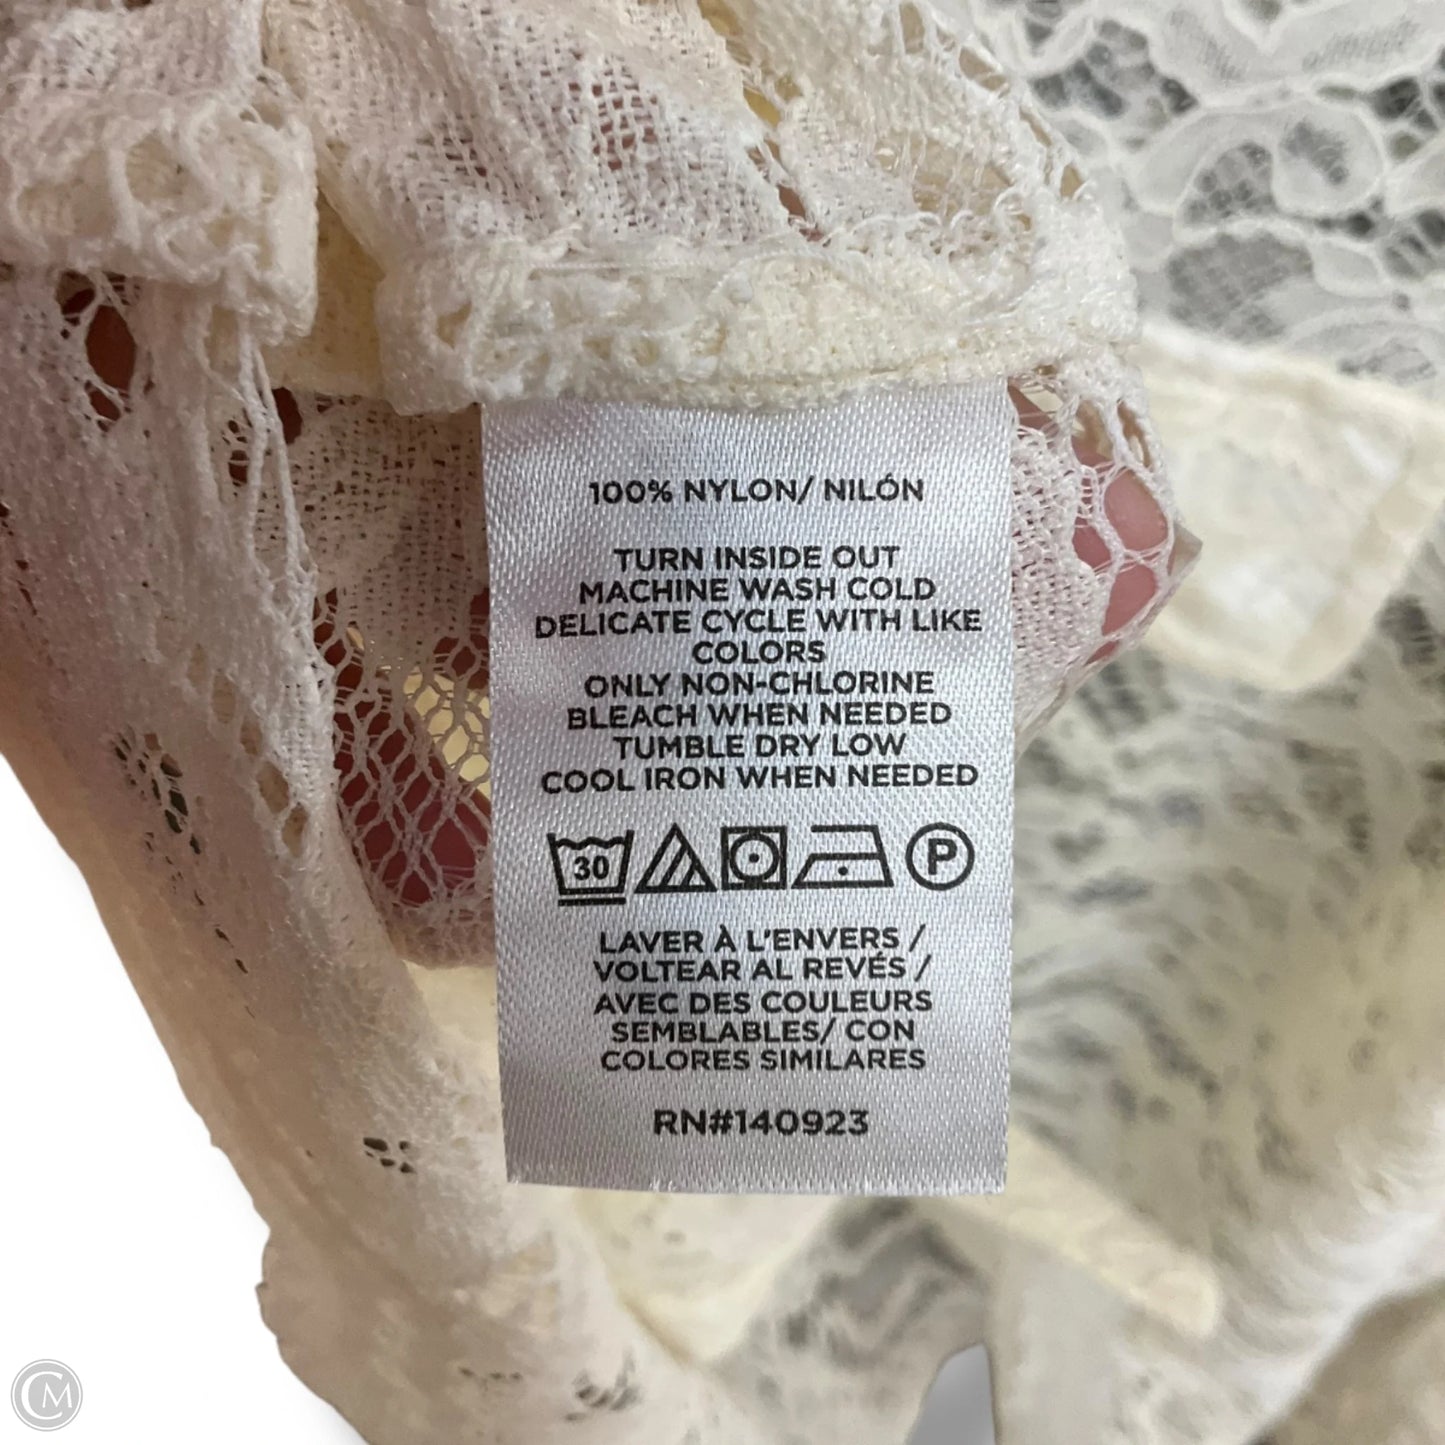 100% NYLON/ NILÓN
TURN INSIDE OUT
MACHINE WASH COLD
DELICATE CYCLE WITH LIKE
COLORS
ONLY NON-CHLORINE
BLEACH WHEN NEEDED
TUMBLE DRY LOW
COOL IRON WHEN NEEDED
30 P
LAVER À L'ENVERS /
VOLTEAR AL REVÉS /
AVEC DES COULEURS
SEMBLABLES/ CON
COLORES SIMILARES
RN#140923
CM